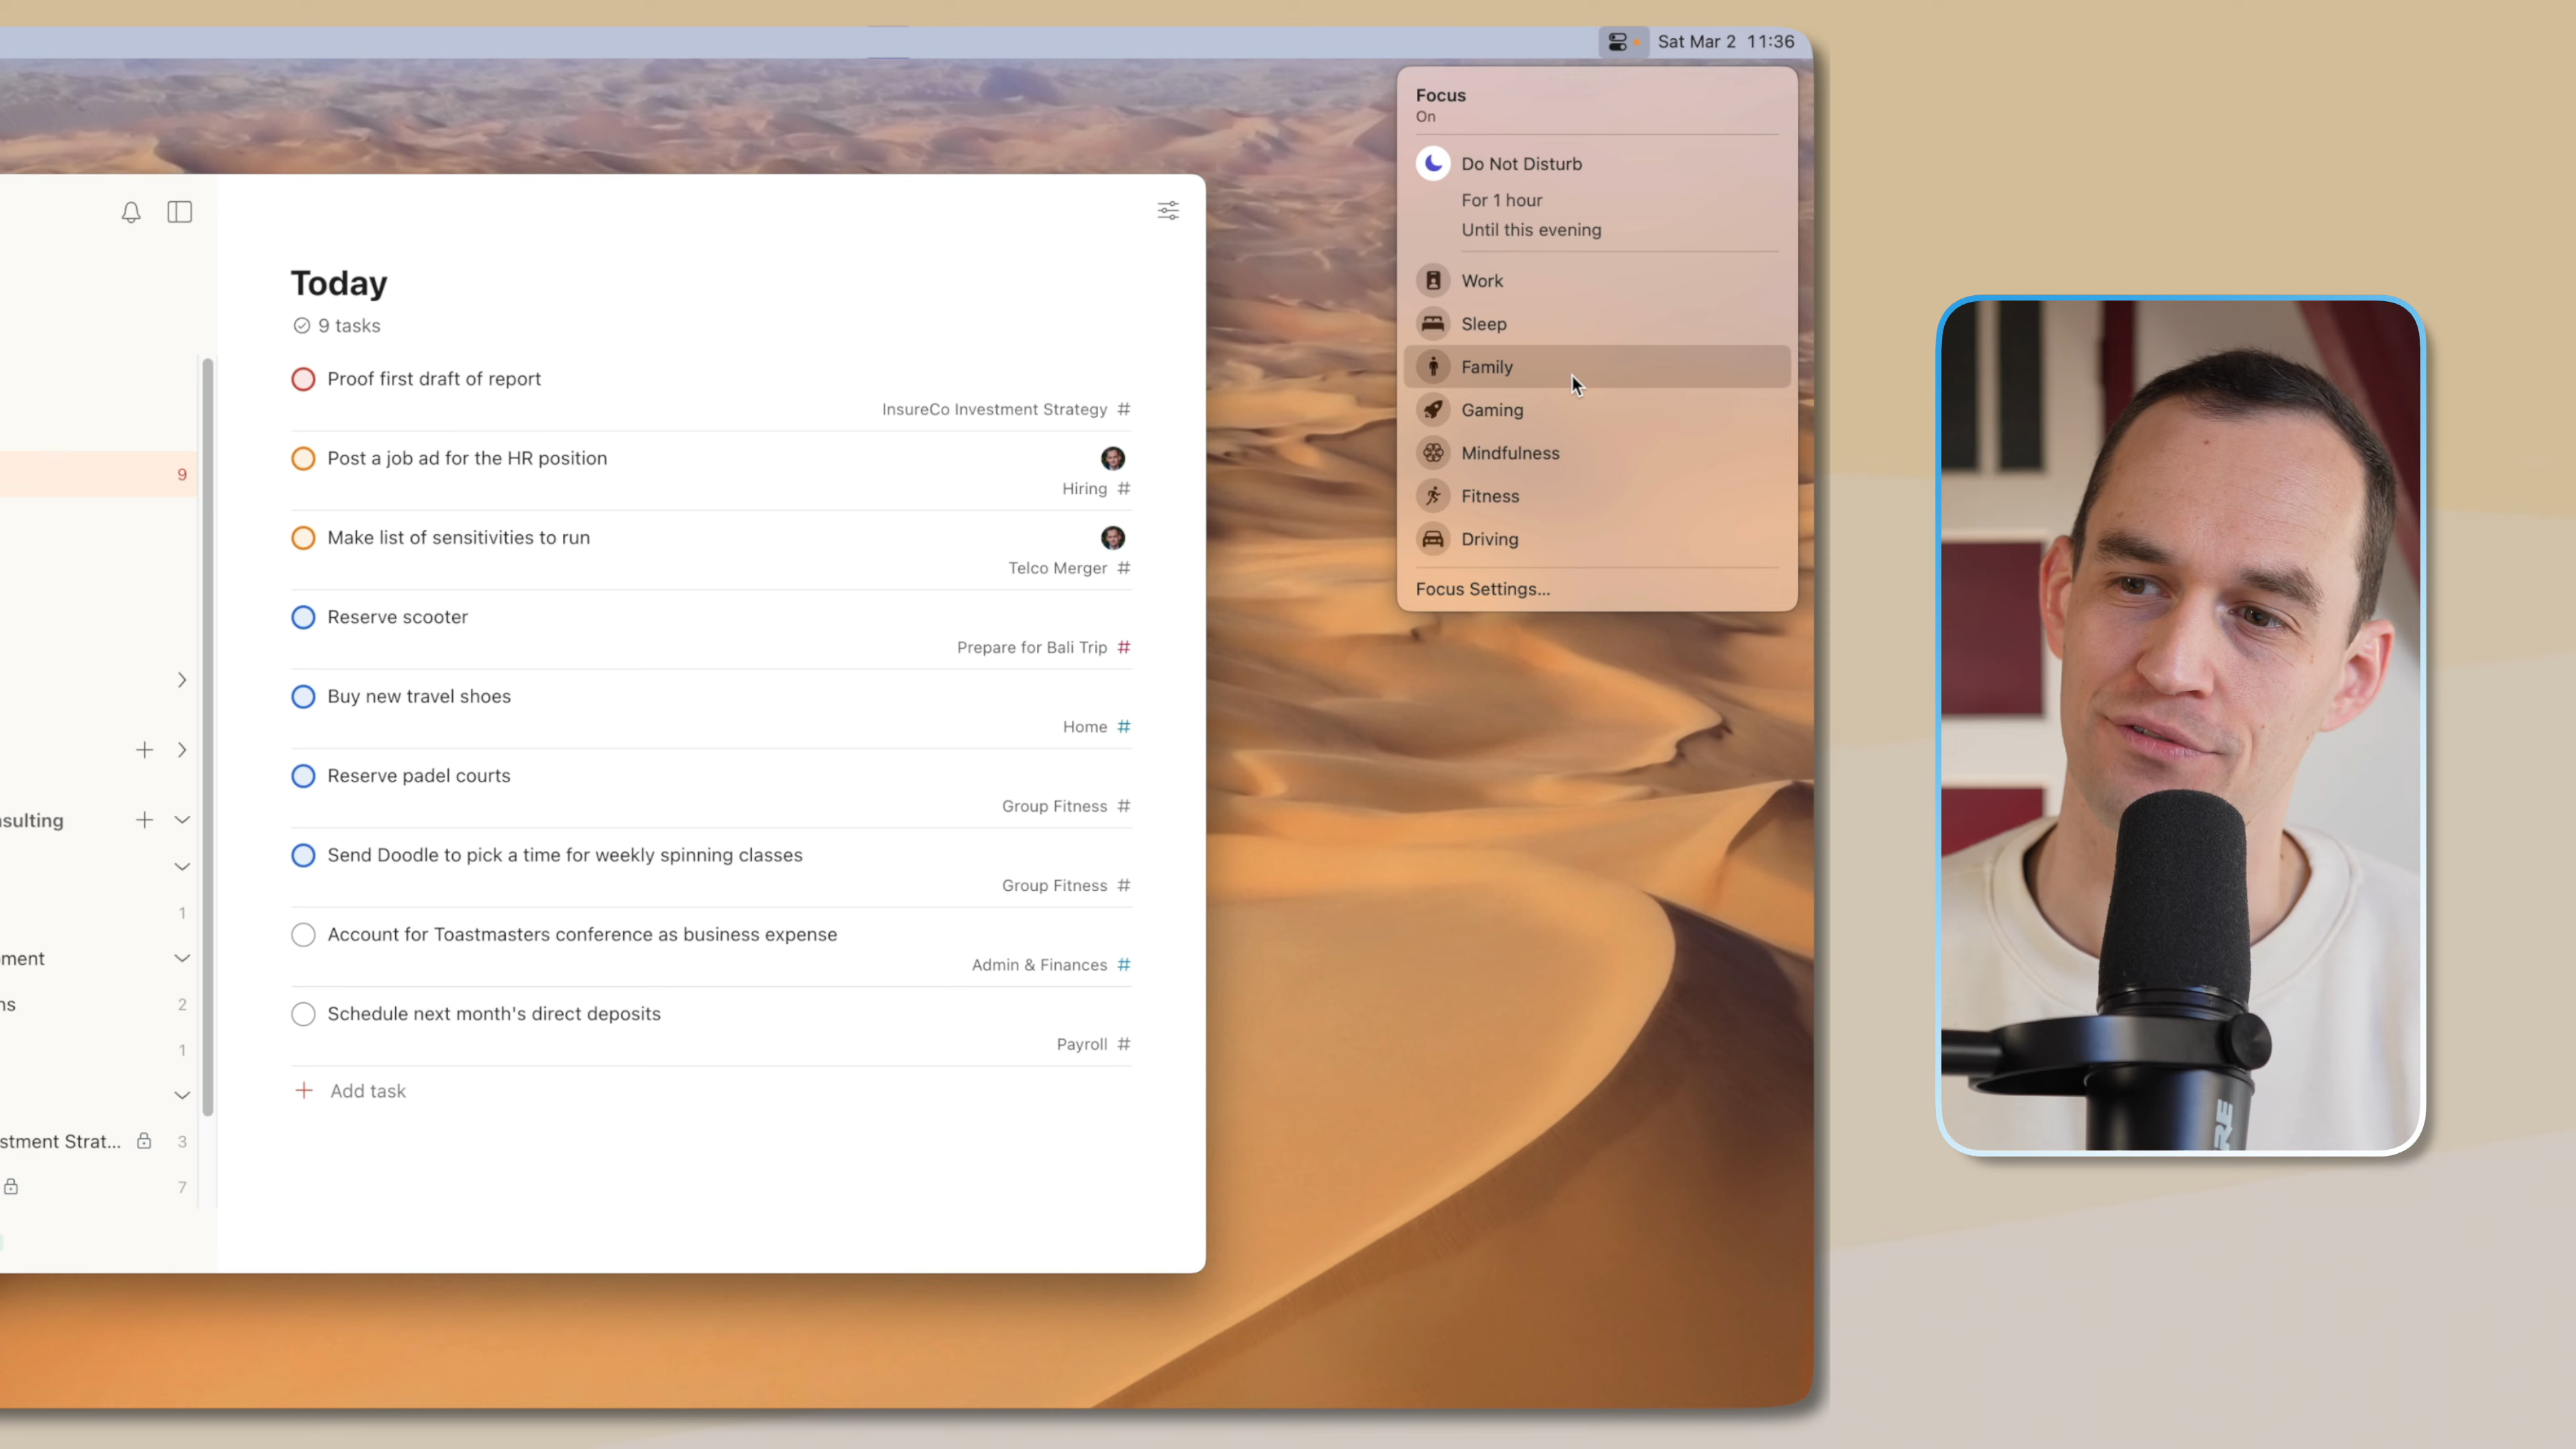 Sat Mar 2 11:36
Focus
On
Do Not Disturb
For 1 hour
Until this evening
Work
Sleep
Family
Gaming
Mindfulness
Fitness
Driving
Focus Settings...
9
sulting
1
ment
ns
2
1
stment Strat...
3
7
Today
9 tasks
Proof first draft of report
InsureCo Investment Strategy #
Post a job ad for the HR position
Hiring #
Make list of sensitivities to run
Telco Merger #
Reserve scooter
Prepare for Bali Trip #
Buy new travel shoes
Home #
Reserve padel courts
Group Fitness #
Send Doodle to pick a time for weekly spinning classes
Group Fitness #
Account for Toastmasters conference as business expense
Admin & Finances #
Schedule next month's direct deposits
Payroll #
+ Add task
RE